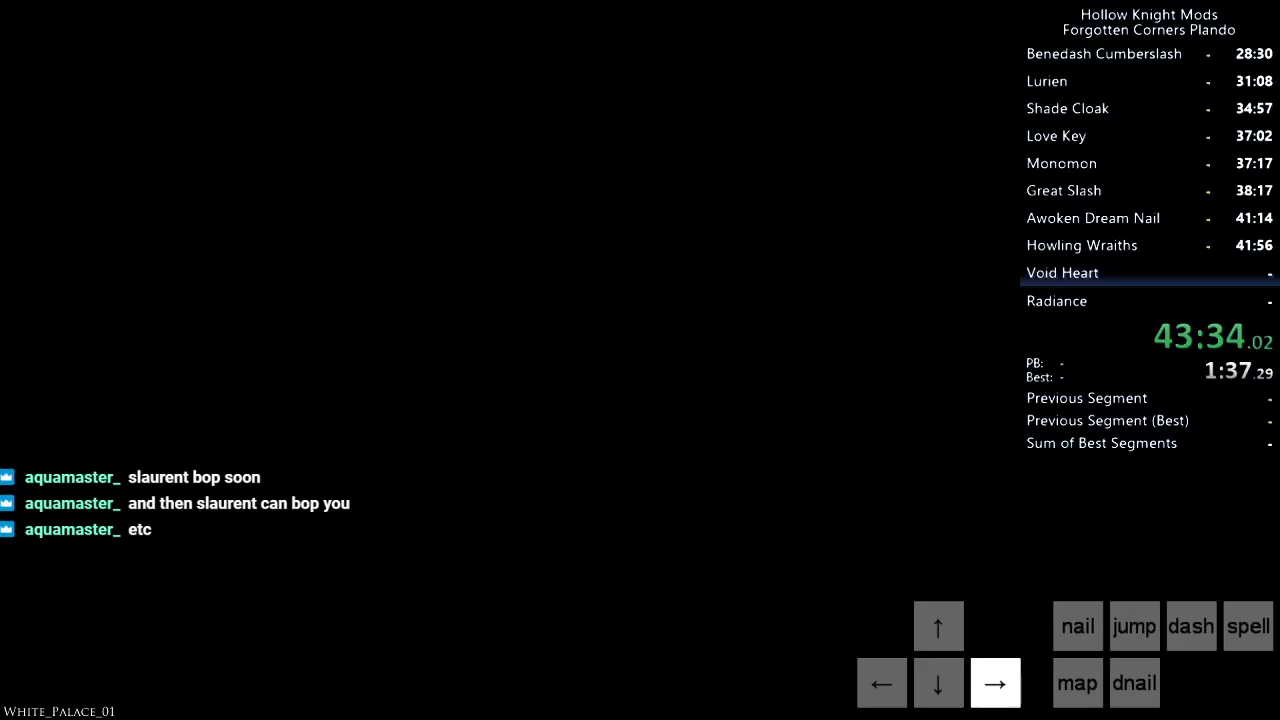 Hollow Knight Mods
Forgotten Corners Plando
Benedash Cumberslash - 28:30
Lurien - 31:08
Shade Cloak - 34:57
Love Key - 37:02
Monomon - 37:17
Great Slash - 38:17
Awoken Dream Nail - 41:14
Howling Wraiths - 41:56
Void Heart -
Radiance -
43:34.02
PB: -
Best: -
1:37.29
Previous Segment -
Previous Segment (Best) -
Sum of Best Segments -
aquamaster_ slaurent bop soon
aquamaster_ and then slaurent can bop you
aquamaster_ etc
↑ nail jump dash spell
← ↓ → map dnail
White_Palace_01